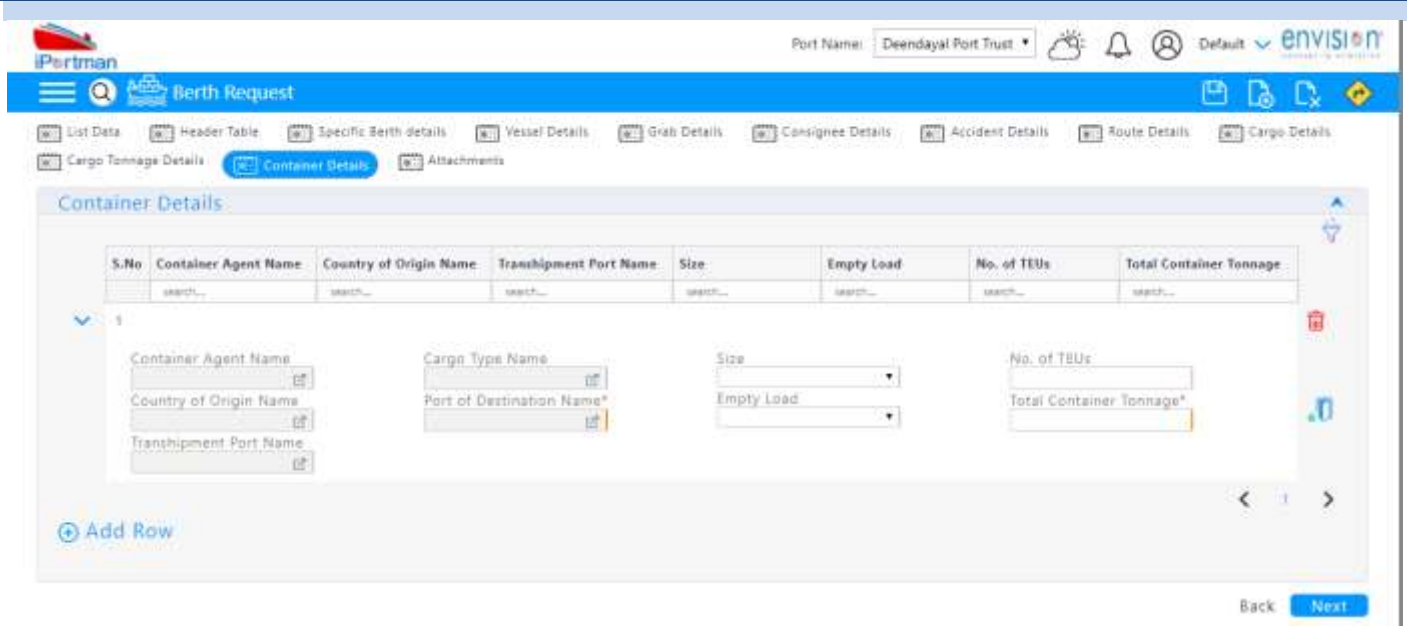 iPortman
Port Name: Deendayal Port Trust Default envision
Berth Request
List Data Header Table Specific Berth details Vessel Details Grab Details Consignee Details Accident Details Route Details Cargo Details
Cargo Tonnage Details Container Details Attachments
Container Details
S.No Container Agent Name Country of Origin Name Transhipment Port Name Size Empty Load No. of TEUs Total Container Tonnage
search... search... search... search... search... search... search...
1
Container Agent Name Cargo Type Name Size No. of TEUs
Country of Origin Name Port of Destination Name* Empty Load Total Container Tonnage*
Transhipment Port Name
1
Add Row
Back Next